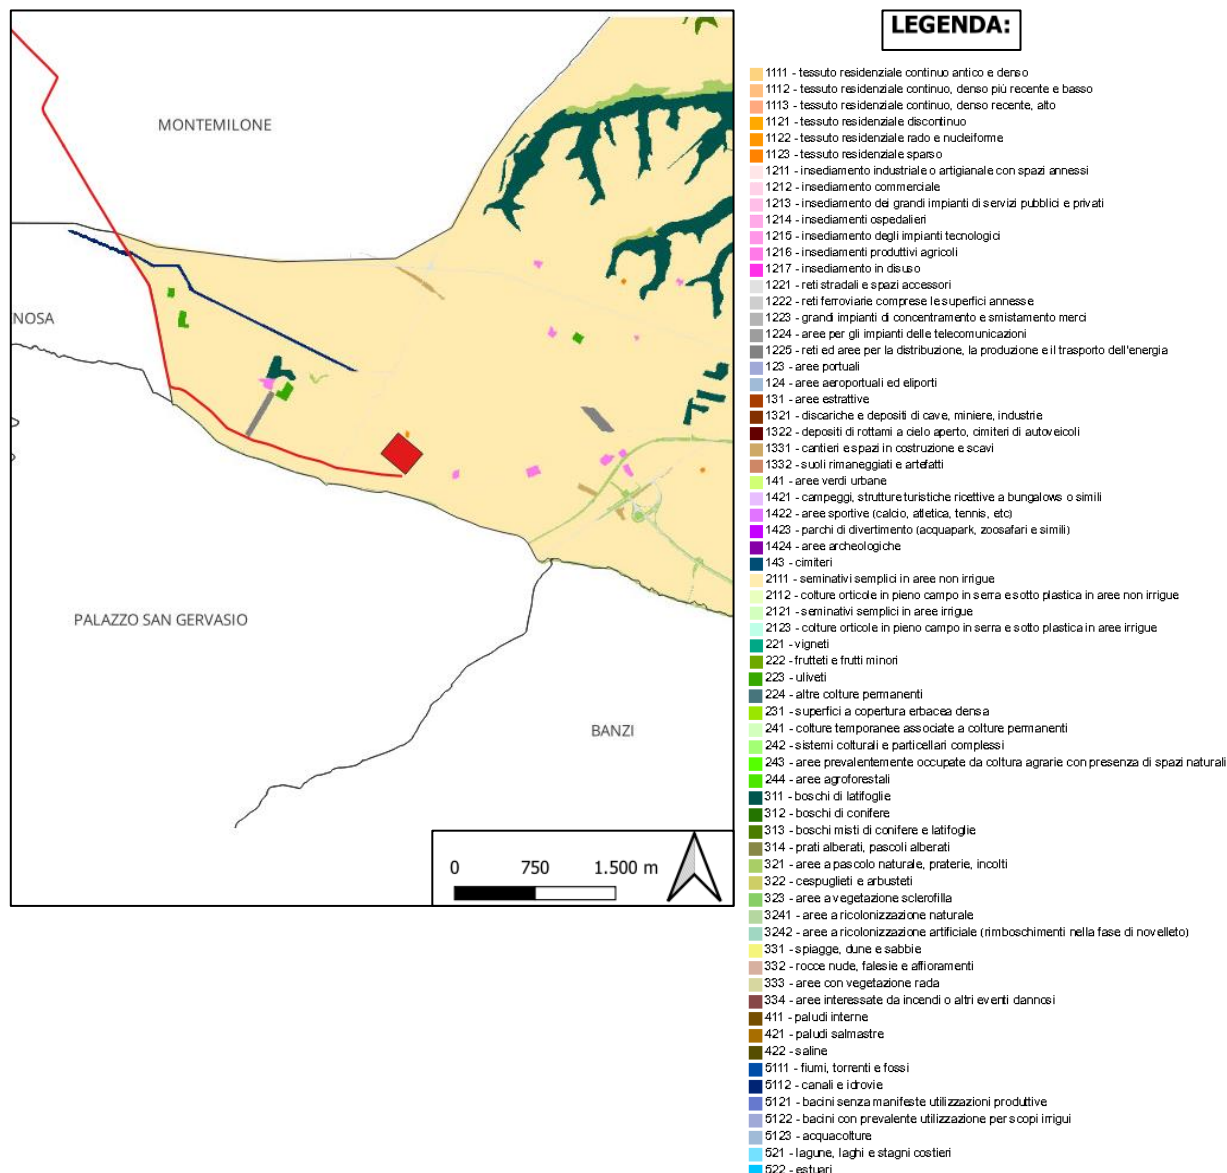 LEGENDA:
MONTEMILONE
NOSA
PALAZZO SAN GERVASIO
BANZI
0 750 1.500 m
1111 - tessuto residenziale continuo antico e denso
1112 - tessuto residenziale continuo, denso più recente e basso
1113 - tessuto residenziale continuo, denso recente, alto
1121 - tessuto residenziale discontinuo
1122 - tessuto residenziale rado e nucleiforme
1123 - tessuto residenziale sparso
1211 - insediamento industriale o artigianale con spazi annessi
1212 - insediamento commerciale
1213 - insediamento dei grandi impianti di servizi pubblici e privati
1214 - insediamenti ospedalieri
1215 - insediamento degli impianti tecnologici
1216 - insediamenti produttivi agricoli
1217 - insediamento in disuso
1221 - reti stradali e spazi accessori
1222 - reti ferroviarie comprese le superfici annesse
1223 - grandi impianti di concentramento e smistamento merci
1224 - aree per gli impianti delle telecomunicazioni
1225 - reti ed aree per la distribuzione, la produzione e il trasporto dell'energia
123 - aree portuali
124 - aree aeroportuali ed eliporti
131 - aree estrattive
1321 - discariche e depositi di cave, miniere, industrie
1322 - depositi di rottami a cielo aperto, cimiteri di autoveicoli
1331 - cantieri e spazi in costruzione e scavi
1332 - suoli rimaneggiati e artefatti
141 - aree verdi urbane
1421 - campeggi, strutture turistiche ricettive a bungalows o simili
1422 - aree sportive (calcio, atletica, tennis, etc)
1423 - parchi di divertimento (acquapark, zoosafari e simili)
1424 - aree archeologiche
143 - cimiteri
2111 - seminativi semplici in aree non irrigue
2112 - colture orticole in pieno campo in serra e sotto plastica in aree non irrigue
2121 - seminativi semplici in aree irrigue
2123 - colture orticole in pieno campo in serra e sotto plastica in aree irrigue
221 - vigneti
222 - frutteti e frutti minori
223 - uliveti
224 - altre colture permanenti
231 - superfici a copertura erbacea densa
241 - colture temporanee associate a colture permanenti
242 - sistemi colturali e particellari complessi
243 - aree prevalentemente occupate da coltura agrarie con presenza di spazi naturali
244 - aree agroforestali
311 - boschi di latifoglie
312 - boschi di conifere
313 - boschi misti di conifere e latifoglie
314 - prati alberati, pascoli alberati
321 - aree a pascolo naturale, praterie, incolti
322 - cespuglieti e arbusteti
323 - aree a vegetazione sclerofilla
3241 - aree a ricolonizzazione naturale
3242 - aree a ricolonizzazione artificiale (rimboschimenti nella fase di novelleto)
331 - spiagge, dune e sabbie
332 - rocce nude, falesie e affioramenti
333 - aree con vegetazione rada
334 - aree interessate da incendi o altri eventi dannosi
411 - paludi interne
421 - paludi salmastre
422 - saline
5111 - fiumi, torrenti e fossi
5112 - canali e idrovie
5121 - bacini senza manifeste utilizzazioni produttive
5122 - bacini con prevalente utilizzazione per scopi irrigui
5123 - acquacolture
521 - lagune, laghi e stagni costieri
522 - estuari